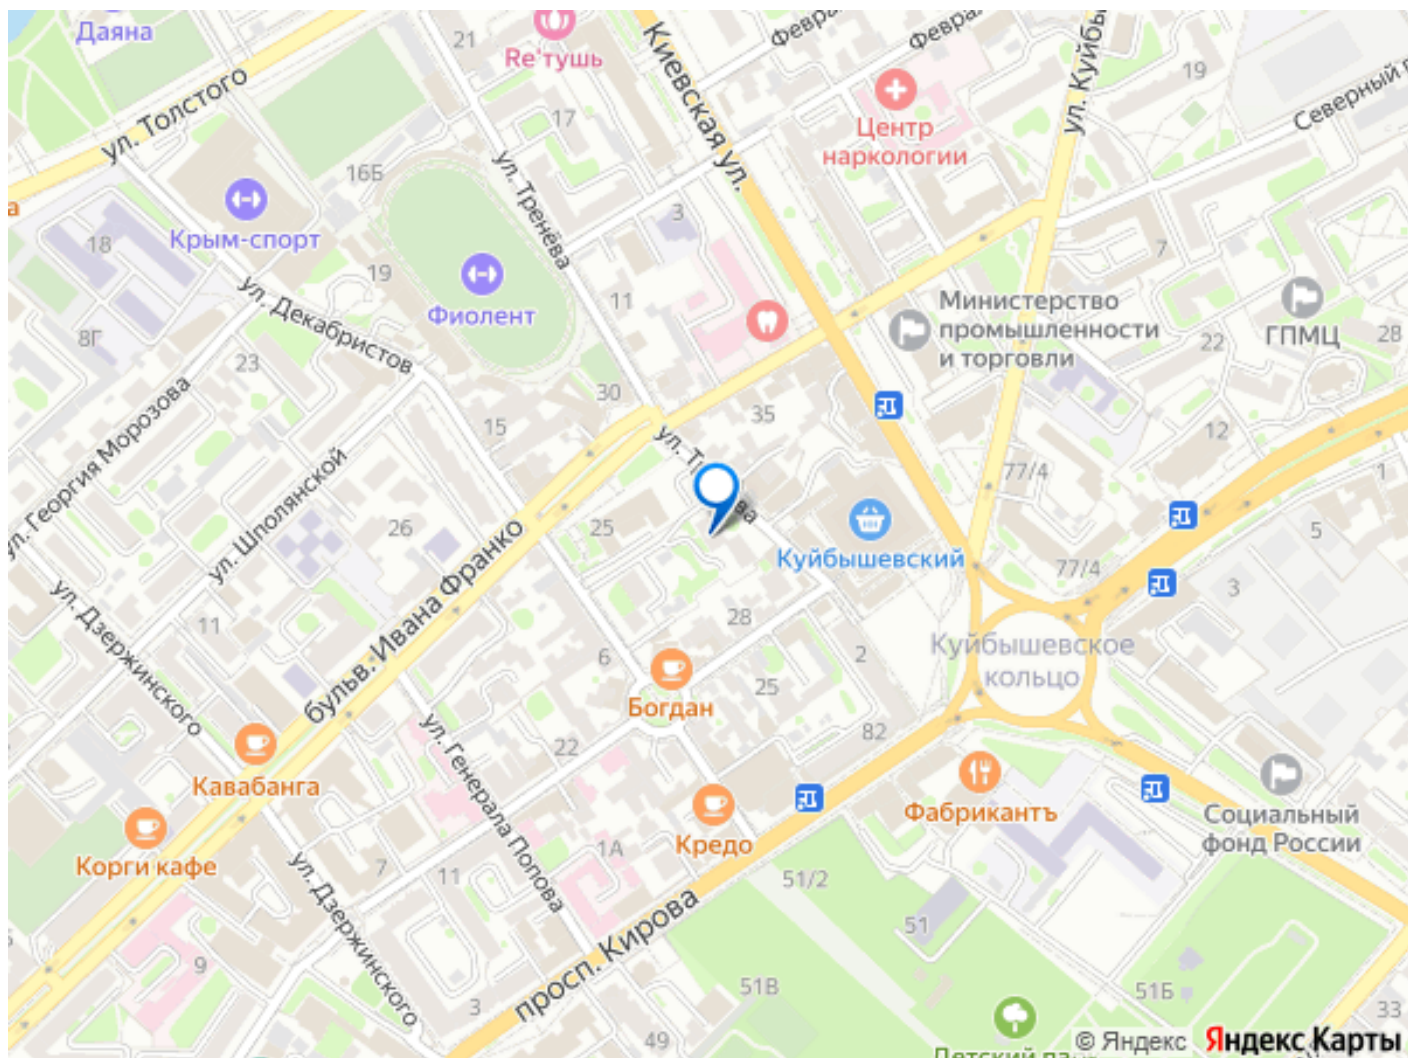 Даяна
21
Re'тушь
Киевская ул.
Февра
Февра
ул. Куйбы
19
Северный
ул. Толстого
17
Центр
наркологии
16Б
ул. Тренёва
3
а
18
Крым-спорт
19
Фиолент
7
Министерство
промышленности
и торговли
ГПМЦ
28
ул. Декабристов
11
8Г
23
22
30
35
15
12
ул. Георгия Морозова
ул. Шполянской
77/4
1
26
25
Куйбышевский
5
бульв. Ивана Франко
77/4
3
ул. Дзержинского
11
28
Куйбышевское
кольцо
6
2
25
Богдан
ул. Генерала Попова
22
82
Кавабанга
Фабрикантъ
Социальный
фонд России
Корги кафе
Кредо
7
11
1А
51/2
ул. Дзержинского
просп. Кирова
51
9
51В
51Б
3
49
33
© Яндекс Яндекс Карты